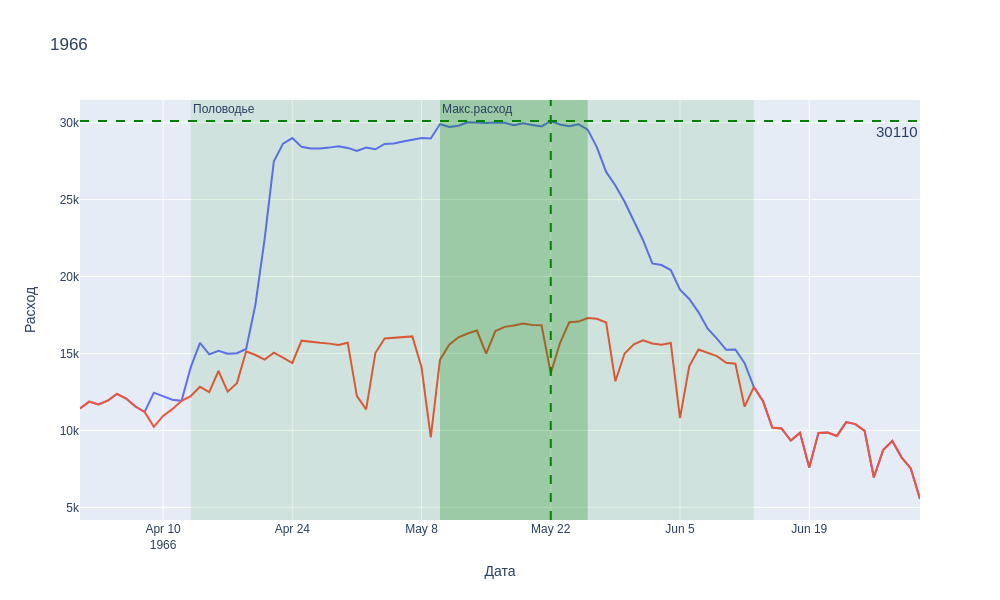 1966
Половодье
Макс.расход
30k
30110
25k
20k
15k
10k
5k
Расход
Apr 10
1966
Apr 24
May 8
May 22
Jun 5
Jun 19
Дата